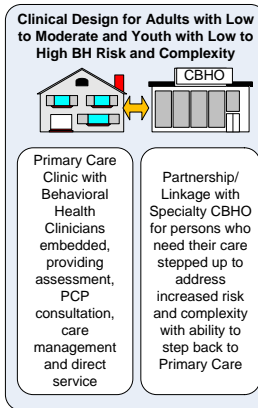 Clinical Design for Adults with Low
to Moderate and Youth with Low to
High BH Risk and Complexity
CBHO
Primary Care
Clinic with
Behavioral
Health
Clinicians
embedded,
providing
assessment,
PCP
consultation,
care
management
and direct
service
Partnership/
Linkage with
Specialty CBHO
for persons who
need their care
stepped up to
address
increased risk
and complexity
with ability to
step back to
Primary Care